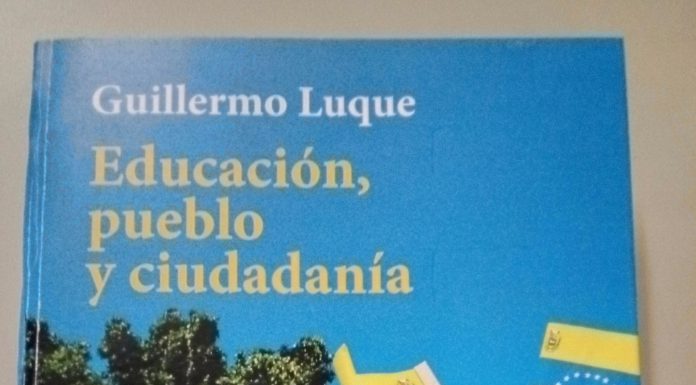 Guillermo Luque
Educación,
pueblo
y ciudadanía